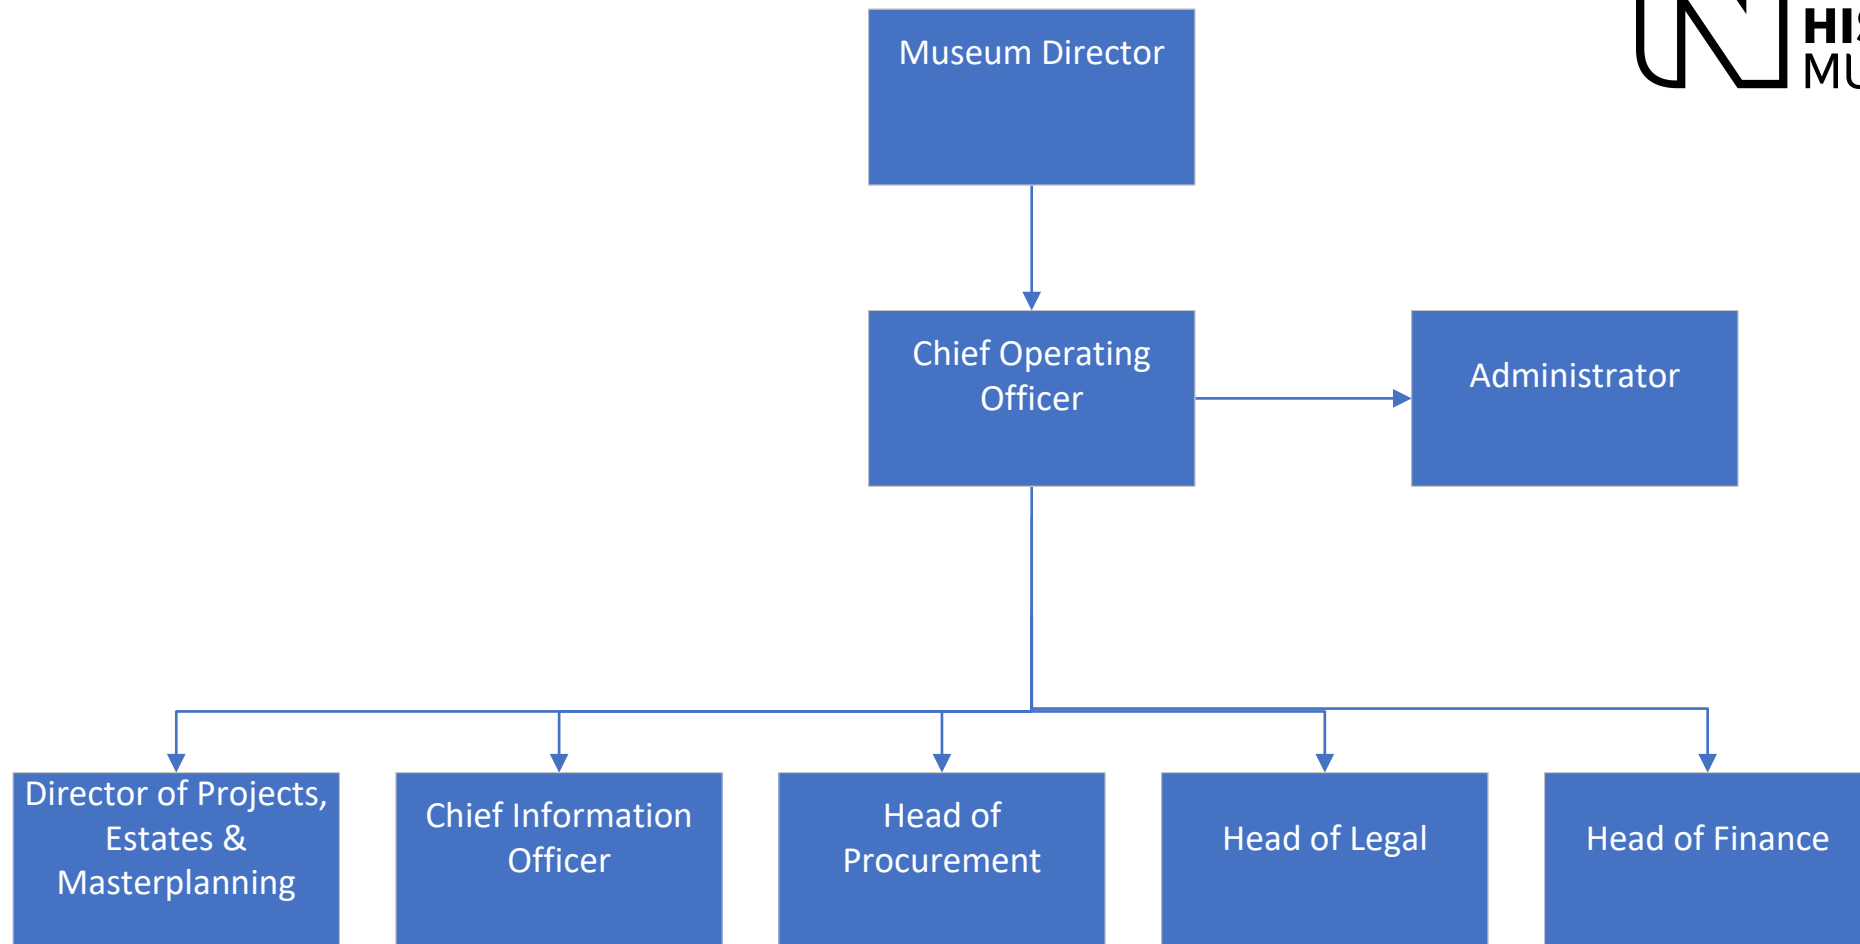 Museum Director
Chief Operating
Officer
Administrator
Director of Projects,
Estates &
Masterplanning
Chief Information
Officer
Head of
Procurement
Head of Legal
Head of Finance